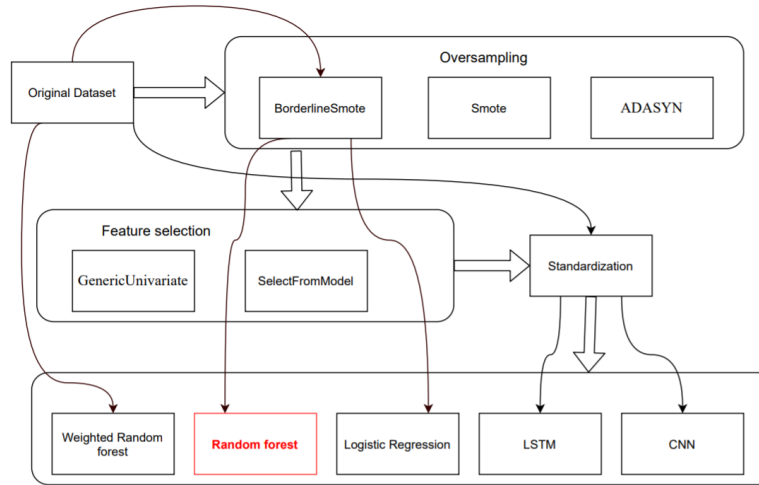 Oversampling
Original Dataset
BorderlineSmote
Smote
ADASYN
Feature selection
GenericUnivariate
SelectFromModel
Standardization
Weighted Random
forest
Random forest
Logistic Regression
LSTM
CNN